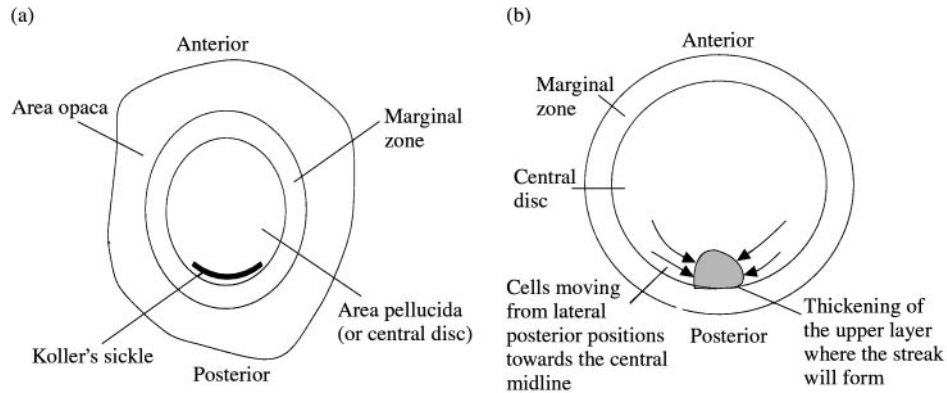 (a)
Anterior
Area opaca
Marginal
zone
Area pellucida
(or central disc)
Koller's sickle
Posterior
(b)
Anterior
Marginal
zone
Central
disc
Cells moving
from lateral
posterior positions
towards the central
midline
Posterior
Thickening of
the upper layer
where the streak
will form